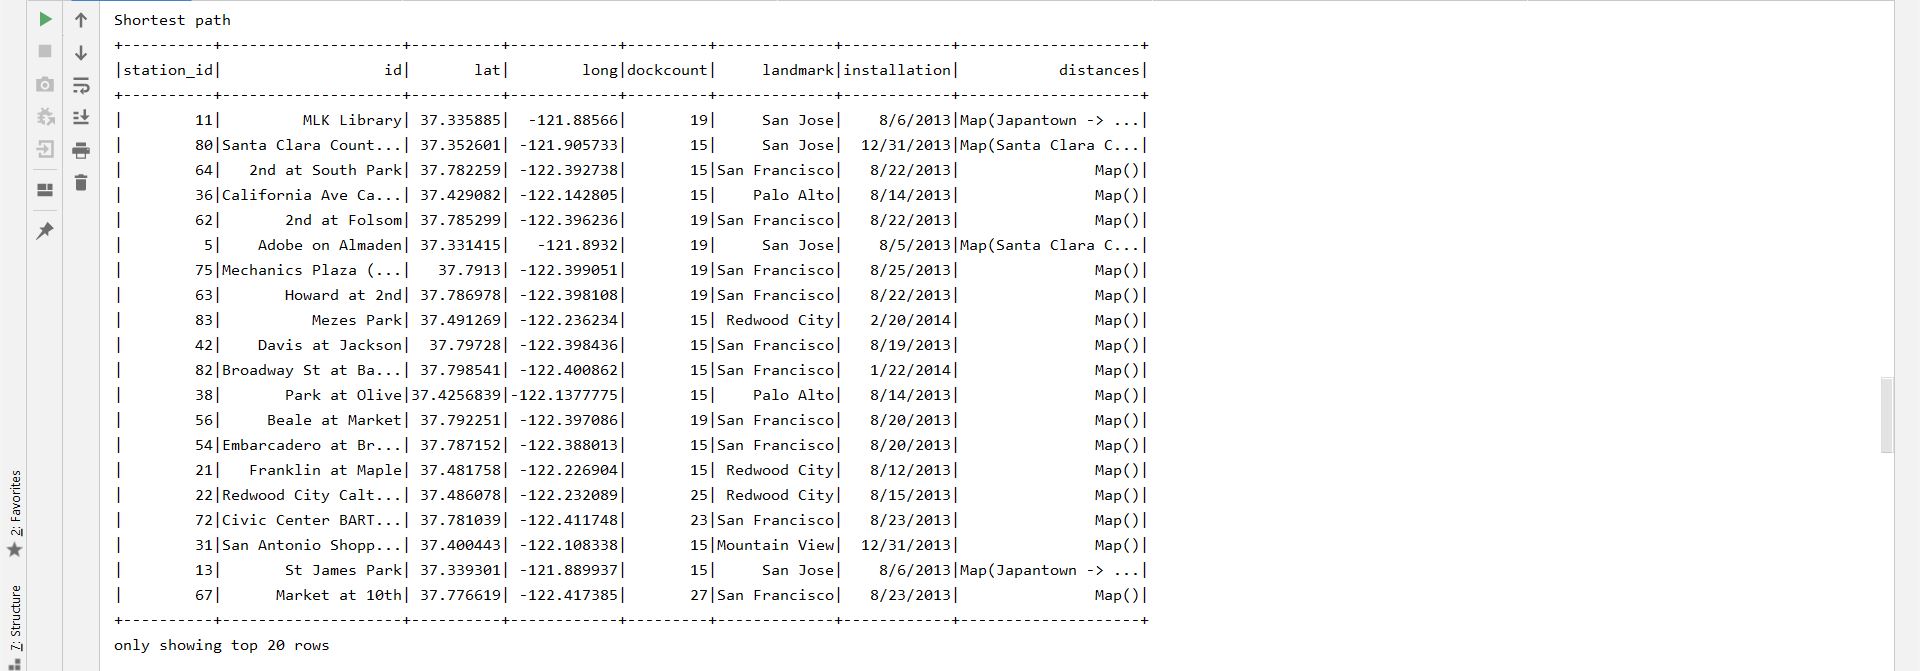 Shortest path
+----------+--------------------+----------+------------+---------+-------------+------------+--------------------+
|station_id|                  id|       lat|        long|dockcount|     landmark|installation|           distances|
+----------+--------------------+----------+------------+---------+-------------+------------+--------------------+
|        11|         MLK Library| 37.335885|  -121.88566|       19|     San Jose|    8/6/2013|Map(Japantown -> ...|
|        80|Santa Clara Count...| 37.352601| -121.905733|       15|     San Jose|  12/31/2013|Map(Santa Clara C...|
|        64|   2nd at South Park| 37.782259| -122.392738|       15|San Francisco|   8/22/2013|               Map()|
|        36|California Ave Ca...| 37.429082| -122.142805|       15|    Palo Alto|   8/14/2013|               Map()|
|        62|       2nd at Folsom| 37.785299| -122.396236|       19|San Francisco|   8/22/2013|               Map()|
|         5|    Adobe on Almaden| 37.331415|   -121.8932|       19|     San Jose|    8/5/2013|Map(Santa Clara C...|
|        75|Mechanics Plaza (...|   37.7913| -122.399051|       19|San Francisco|   8/25/2013|               Map()|
|        63|       Howard at 2nd| 37.786978| -122.398108|       19|San Francisco|   8/22/2013|               Map()|
|        83|          Mezes Park| 37.491269| -122.236234|       15| Redwood City|   2/20/2014|               Map()|
|        42|    Davis at Jackson|  37.79728| -122.398436|       15|San Francisco|   8/19/2013|               Map()|
|        82|Broadway St at Ba...| 37.798541| -122.400862|       15|San Francisco|   1/22/2014|               Map()|
|        38|       Park at Olive|37.4256839|-122.1377775|       15|    Palo Alto|   8/14/2013|               Map()|
|        56|     Beale at Market| 37.792251| -122.397086|       19|San Francisco|   8/20/2013|               Map()|
|        54|Embarcadero at Br...| 37.787152| -122.388013|       15|San Francisco|   8/20/2013|               Map()|
|        21|   Franklin at Maple| 37.481758| -122.226904|       15| Redwood City|   8/12/2013|               Map()|
|        22|Redwood City Calt...| 37.486078| -122.232089|       25| Redwood City|   8/15/2013|               Map()|
|        72|Civic Center BART...| 37.781039| -122.411748|       23|San Francisco|   8/23/2013|               Map()|
|        31|San Antonio Shopp...| 37.400443| -122.108338|       15|Mountain View|  12/31/2013|               Map()|
|        13|       St James Park| 37.339301| -121.889937|       15|     San Jose|    8/6/2013|Map(Japantown -> ...|
|        67|      Market at 10th| 37.776619| -122.417385|       27|San Francisco|   8/23/2013|               Map()|
+----------+--------------------+----------+------------+---------+-------------+------------+--------------------+
only showing top 20 rows
2: Favorites
7: Structure